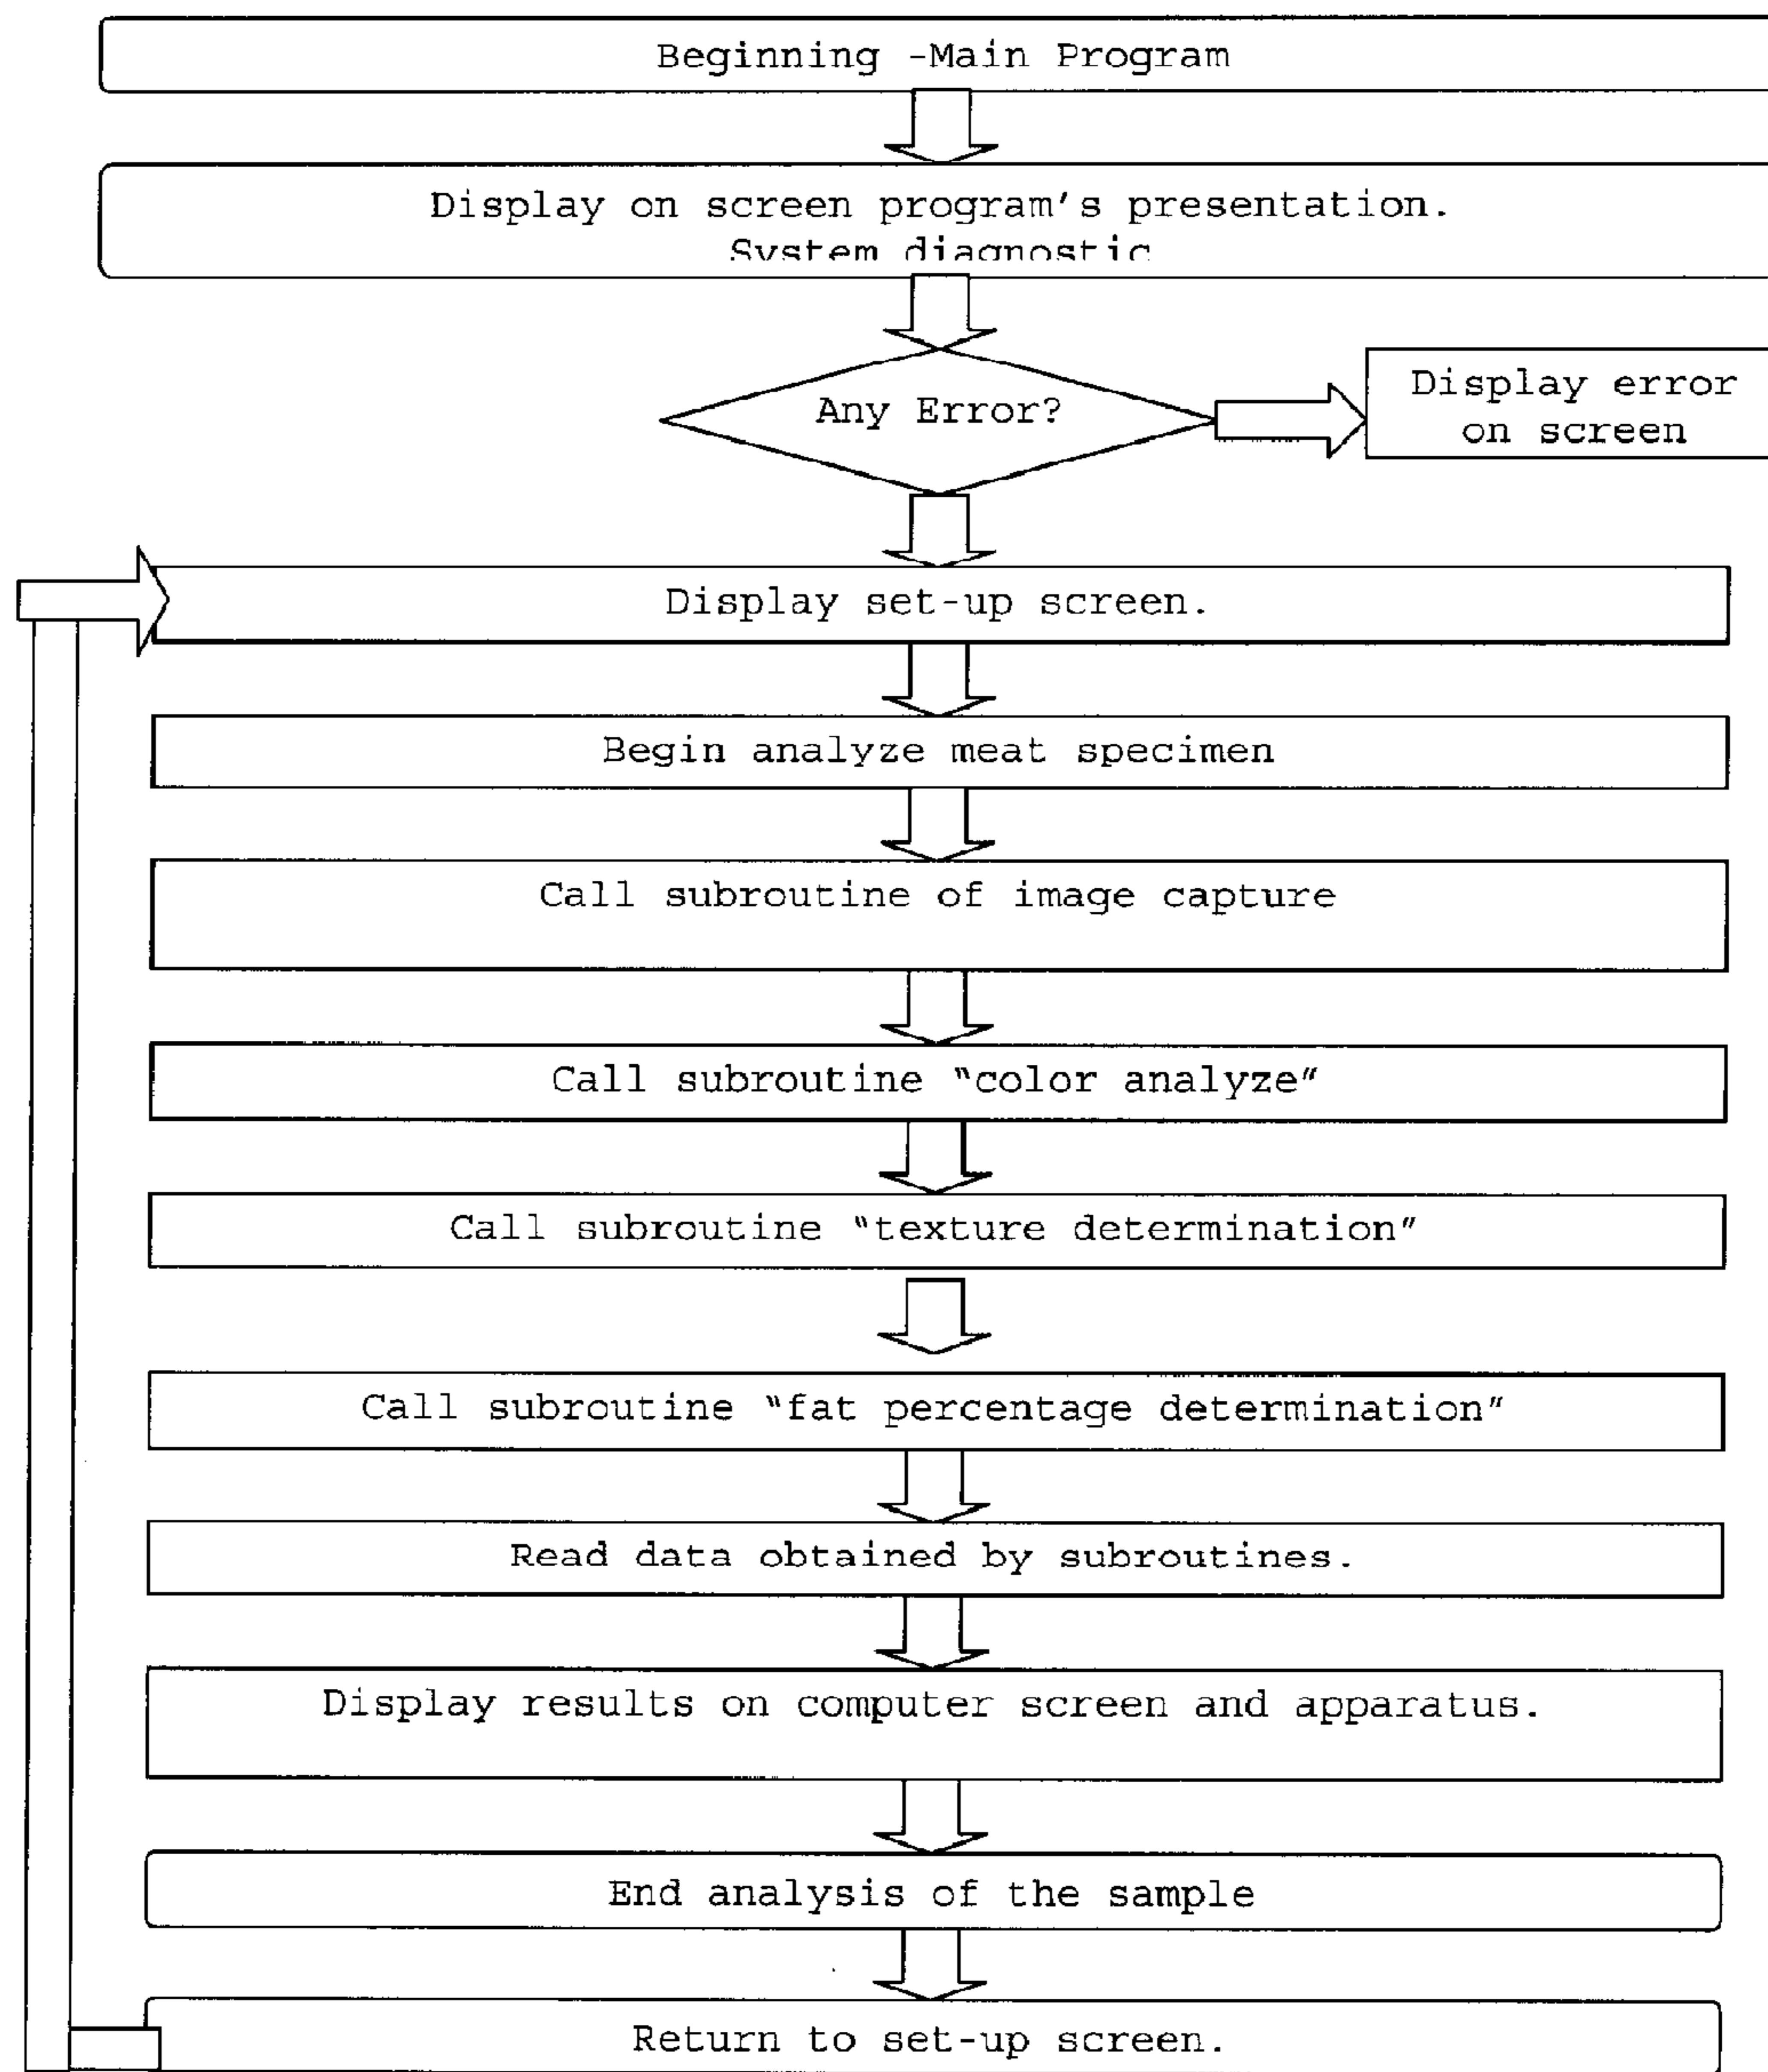 Beginning -Main Program
Display on screen program's presentation.
System diagnostic
Any Error?
Display error
on screen
Display set-up screen.
Begin analyze meat specimen
Call subroutine of image capture
Call subroutine "color analyze"
Call subroutine "texture determination"
Call subroutine "fat percentage determination"
Read data obtained by subroutines.
Display results on computer screen and apparatus.
End analysis of the sample
Return to set-up screen.